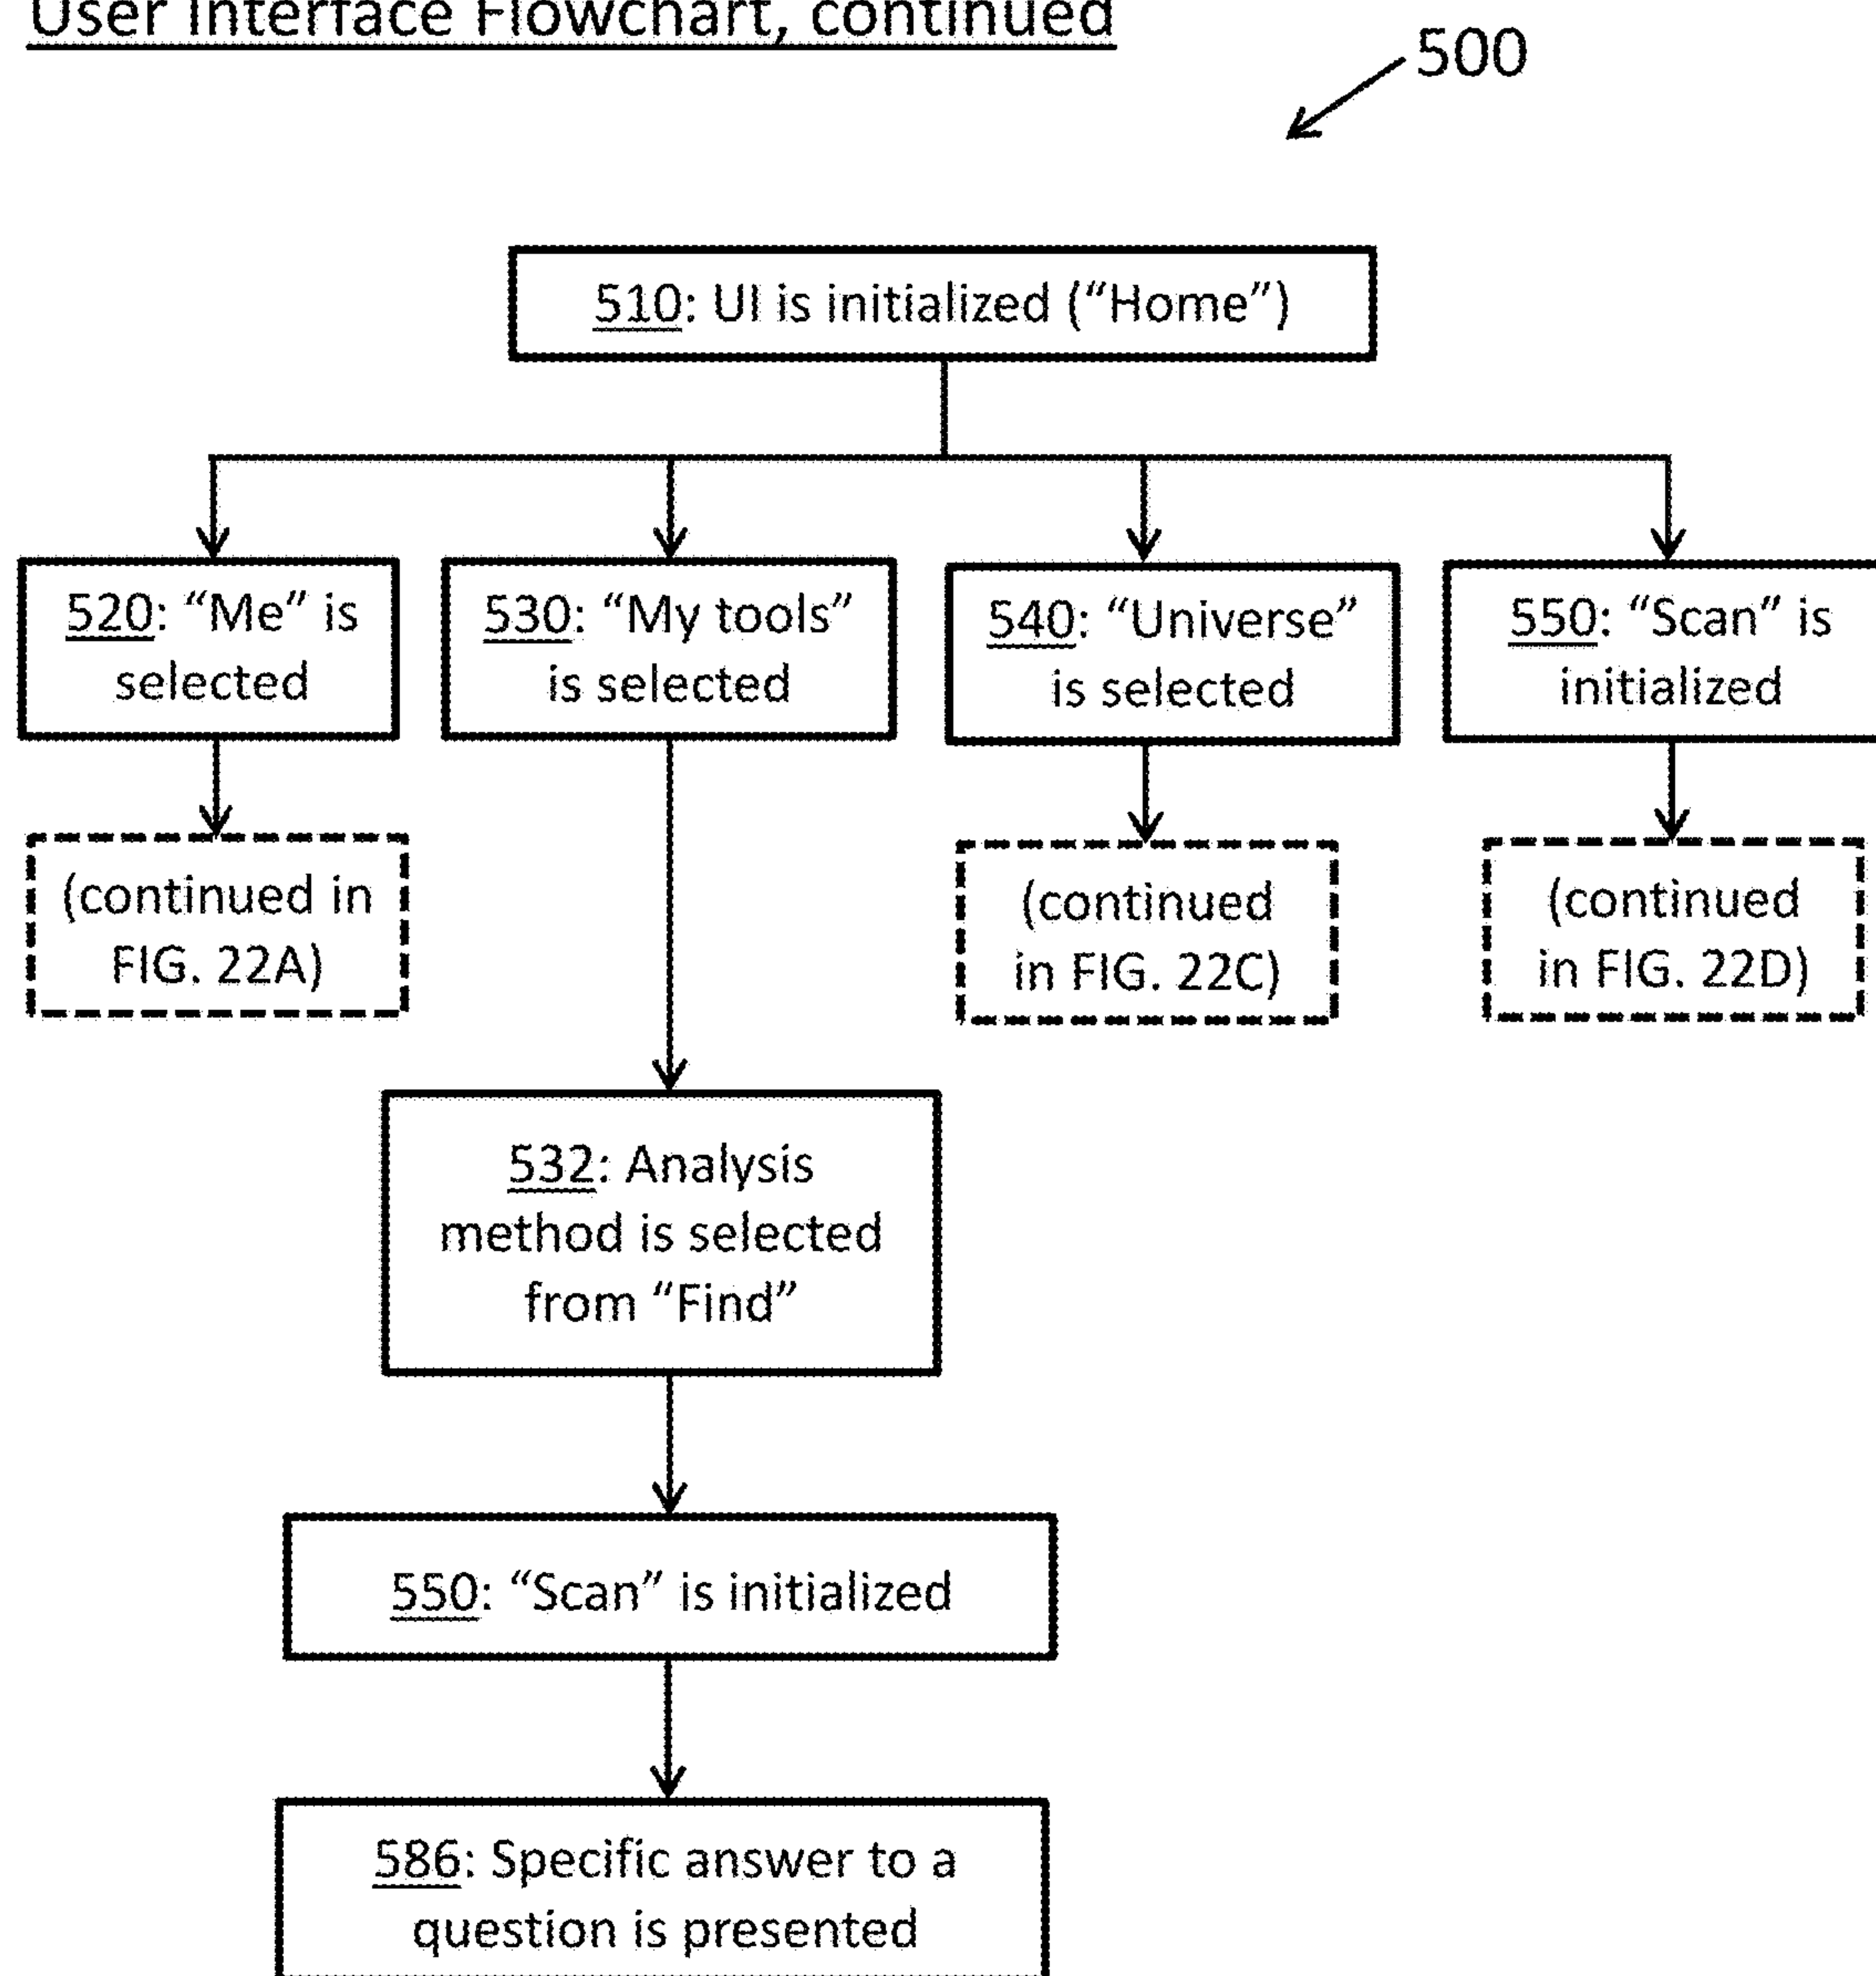 User Interface Flowchart, continued
500
510: UI is initialized (“Home”)
520: “Me” is
selected
530: “My tools”
is selected
540: “Universe”
is selected
550: “Scan” is
initialized
(continued in
FIG. 22A)
(continued
in FIG. 22C)
(continued
in FIG. 22D)
532: Analysis
method is selected
from “Find”
550: “Scan” is initialized
586: Specific answer to a
question is presented